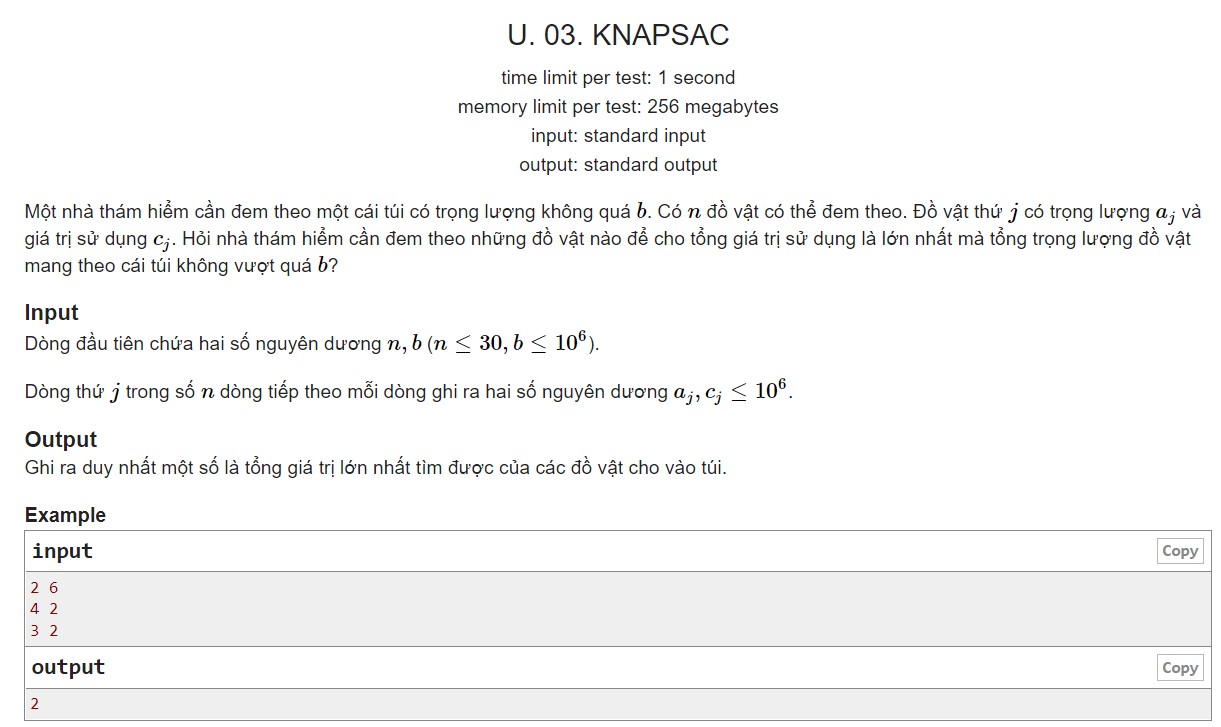 U. 03. KNAPSAC
time limit per test: 1 second
memory limit per test: 256 megabytes
input: standard input
output: standard output
Một nhà thám hiểm cần đem theo một cái túi có trọng lượng không quá b. Có n đồ vật có thể đem theo. Đồ vật thứ j có trọng lượng a_j và
giá trị sử dụng c_j. Hỏi nhà thám hiểm cần đem theo những đồ vật nào để cho tổng giá trị sử dụng là lớn nhất mà tổng trọng lượng đồ vật
mang theo cái túi không vượt quá b?
Input
Dòng đầu tiên chứa hai số nguyên dương n, b (n ≤ 30, b ≤ 10^6).
Dòng thứ j trong số n dòng tiếp theo mỗi dòng ghi ra hai số nguyên dương a_j, c_j ≤ 10^6.
Output
Ghi ra duy nhất một số là tổng giá trị lớn nhất tìm được của các đồ vật cho vào túi.
Example
input Copy
2 6
4 2
3 2
output Copy
2